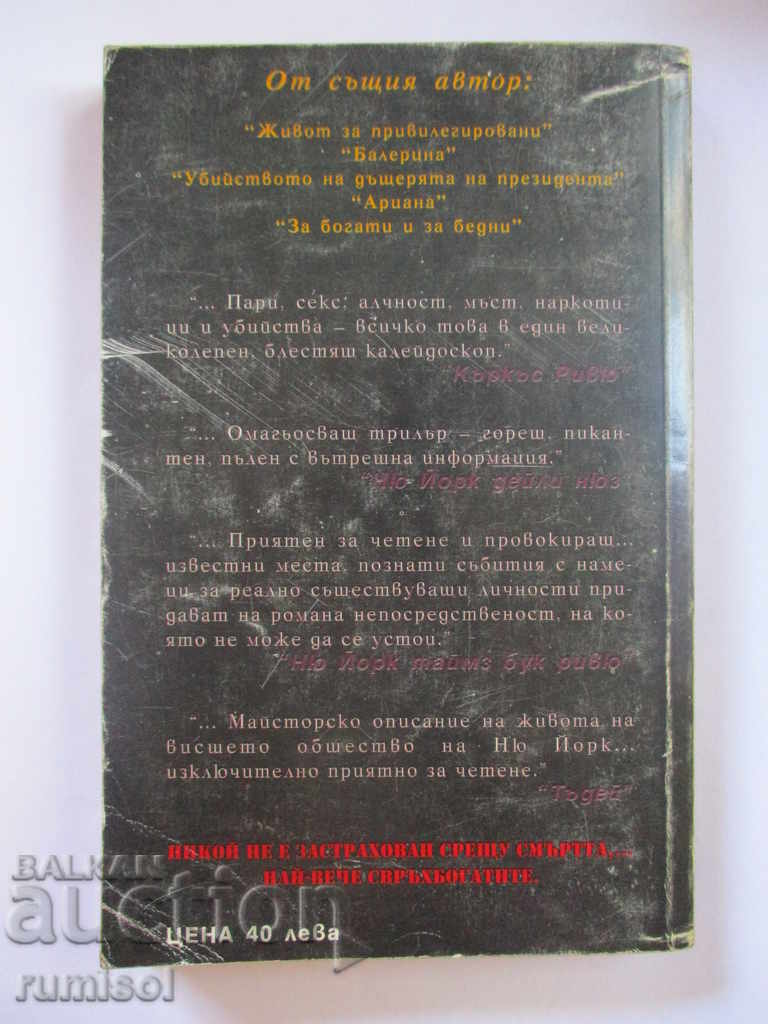 От същия автор:
“Живот за привилегировани”
“Балерина”
“Убийството на дъщерята на президента”
“Ариана”
“За богати и за бедни”
“... Пари, секс, алчност, мъст, наркоти-
ци и убийства – всичко това в един вели-
колепен, блестящ калейдоскоп.”
“Къркъс Ривю”
“... Омагьосващ трилър – горещ, пикан-
тен, пълен с вътрешна информация.”
“Ню Йорк дейли нюз”
“... Приятен за четене и провокиращ...
известни места, познати събития с наме-
ци за реално съществуващи личности при-
дават на романа непосредственост, на ко-
ято не може да се устои.”
“Ню Йорк таймз бук ривю”
“... Майсторско описание на живота на
висшето общество на Ню Йорк...
изключително приятно за четене.”
“Тъдей”
НИКОЙ НЕ Е ЗАСТРАХОВАН СРЕЩУ СМЪРТТА,...
НАЙ-ВЕЧЕ СВРЪХБОГАТИТЕ.
ЦЕНА 40 лева
BALKAN
auction
rumisol